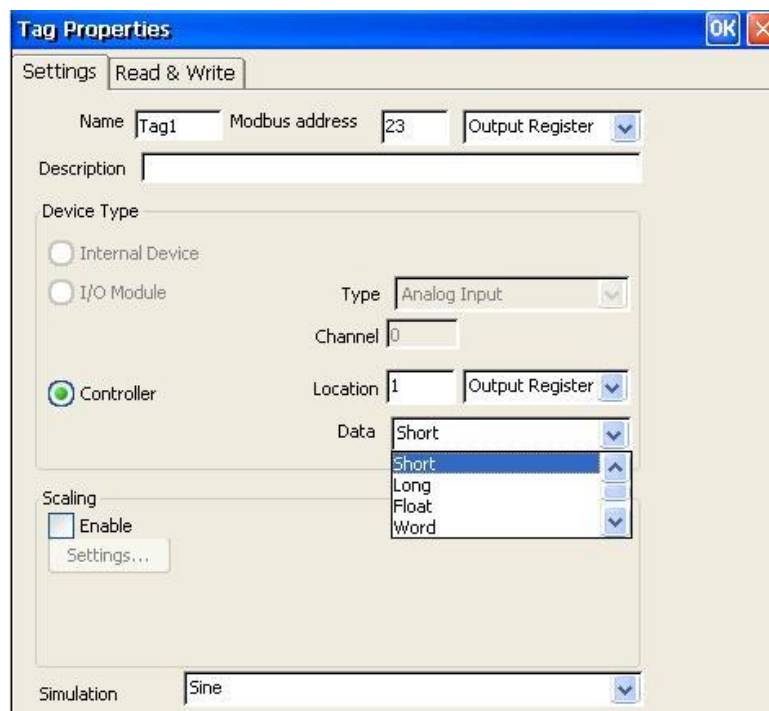 Tag Properties OK
Settings Read & Write
Name Tag1 Modbus address 23 Output Register
Description
Device Type
Internal Device
I/O Module Type Analog Input
Channel 0
Controller Location 1 Output Register
Data Short
Short
Long
Float
Word
Scaling
Enable
Settings...
Simulation Sine